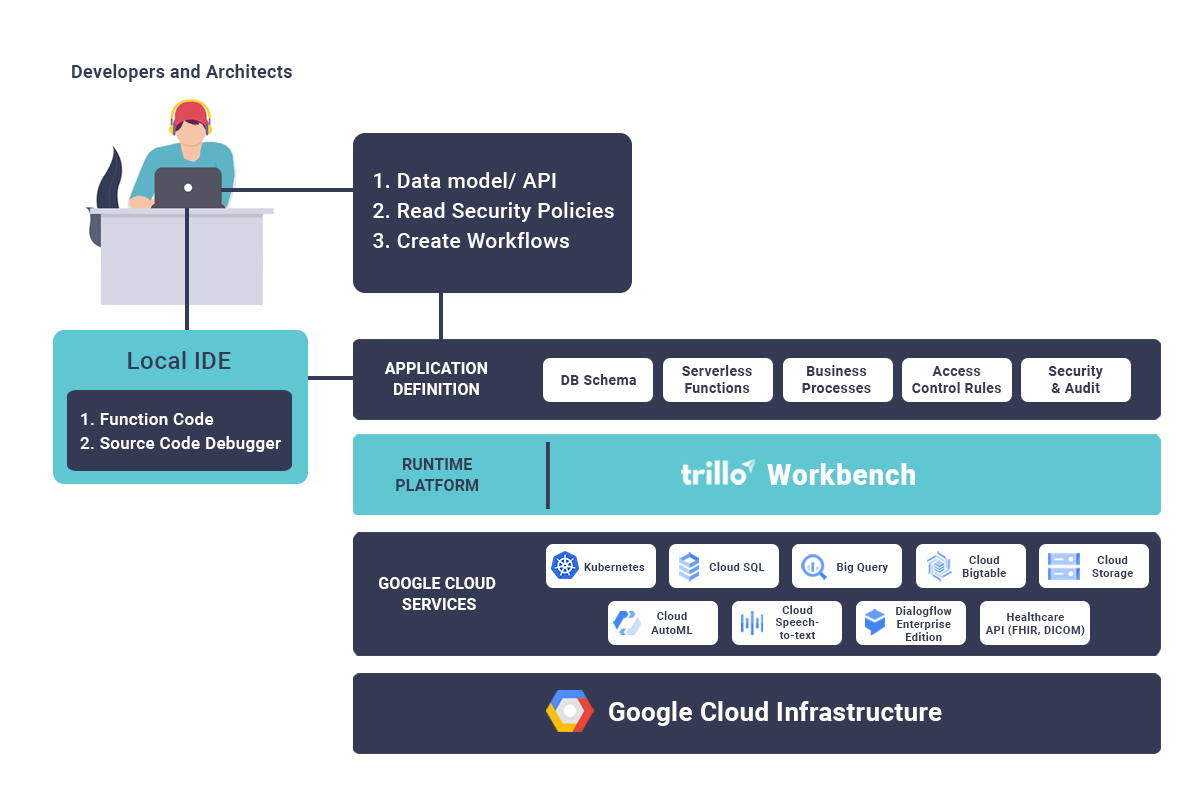 Developers and Architects
1. Data model/ API
2. Read Security Policies
3. Create Workflows
Local IDE
1. Function Code
2. Source Code Debugger
APPLICATION
DEFINITION
DB Schema
Serverless
Functions
Business
Processes
Access
Control Rules
Security
& Audit
RUNTIME
PLATFORM
trillo Workbench
GOOGLE CLOUD
SERVICES
Kubernetes
Cloud SQL
Big Query
Cloud
Bigtable
Cloud
Storage
Cloud
AutoML
Cloud
Speech-
to-text
Dialogflow
Enterprise
Edition
Healthcare
API (FHIR, DICOM)
Google Cloud Infrastructure